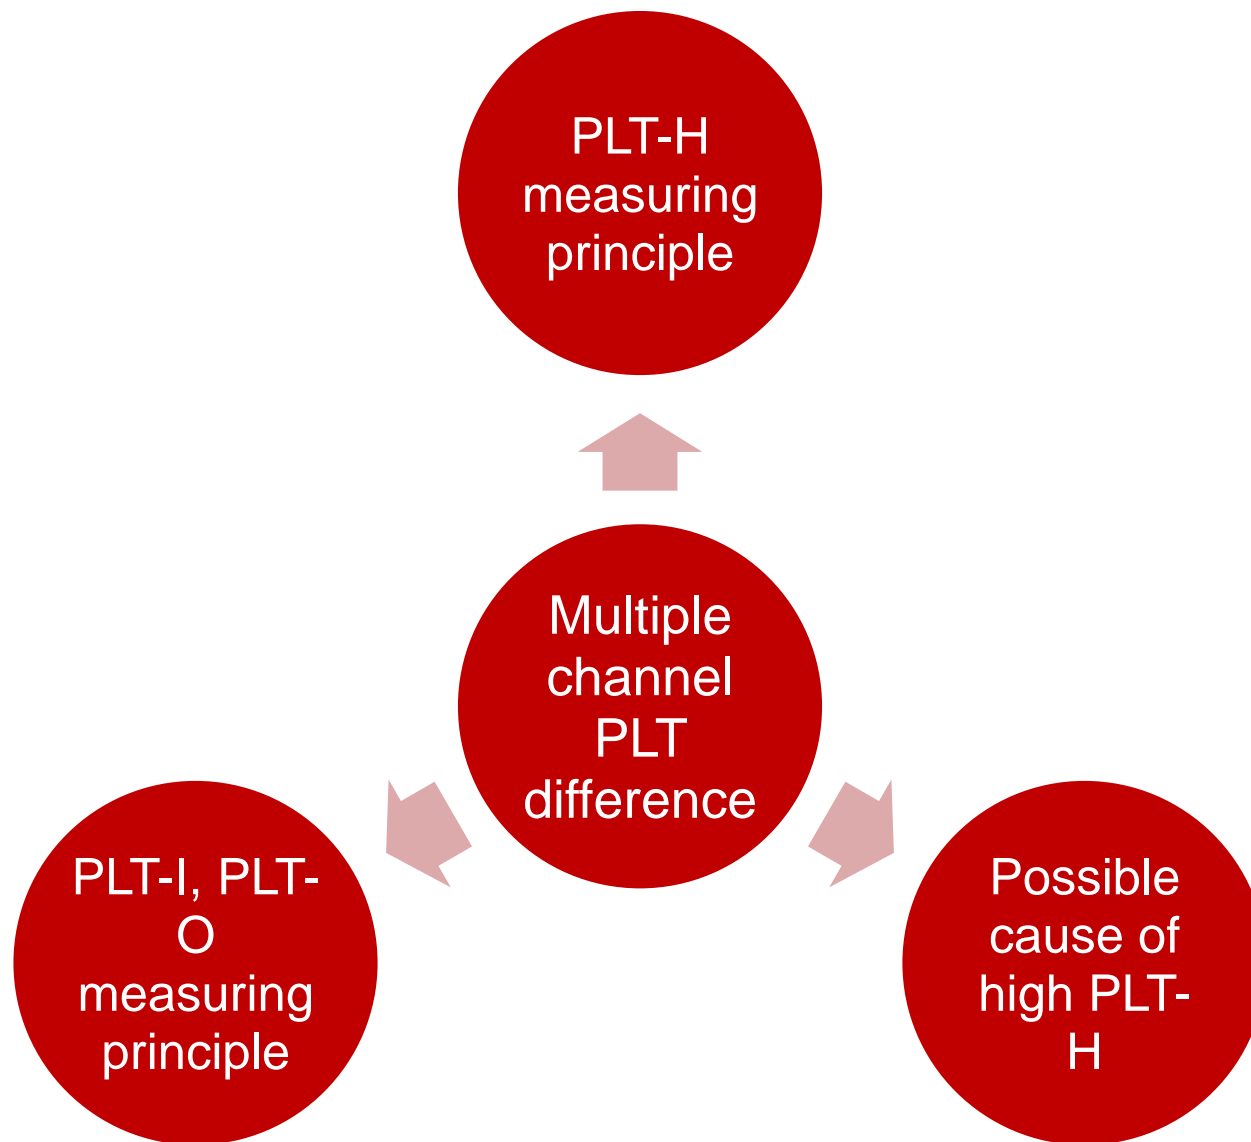 PLT-H
measuring
principle
Multiple
channel
PLT
difference
PLT-I, PLT-
O
measuring
principle
Possible
cause of
high PLT-
H